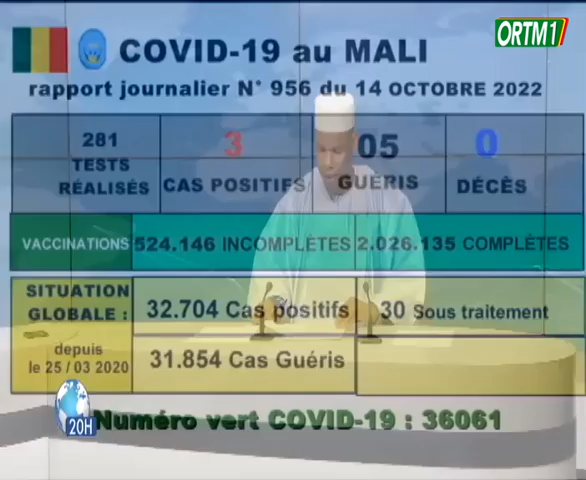 ORTM1
COVID-19 au MALI
rapport journalier N° 956 du 14 OCTOBRE 2022
281 TESTS RÉALISÉS
3 CAS POSITIFS
05 GUÉRIS
0 DÉCÈS
VACCINATIONS 524.146 INCOMPLÈTES 2.026.135 COMPLÈTES
SITUATION GLOBALE :
depuis le 25 / 03 2020
32.704 Cas positifs
30 Sous traitement
31.854 Cas Guéris
20H
Numéro vert COVID-19 : 36061